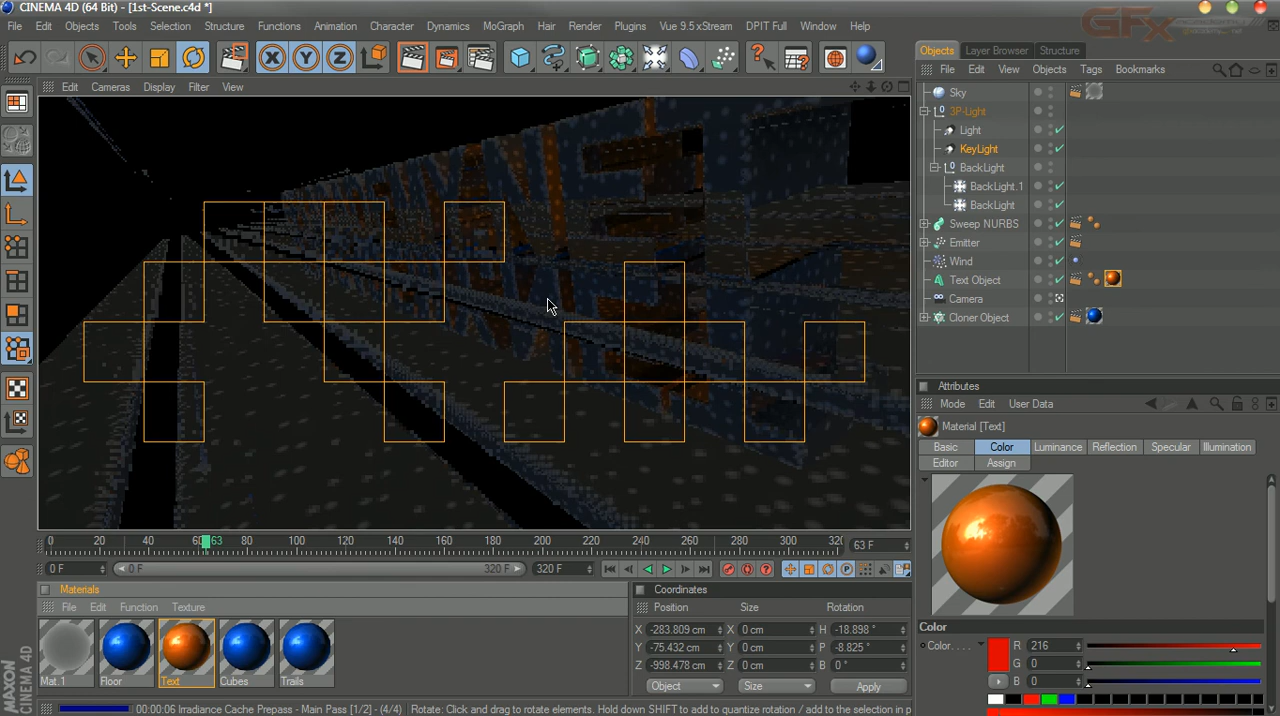 CINEMA 4D (64 Bit) - [1st-Scene.c4d *]
File Edit Objects Tools Selection Structure Functions Animation Character Dynamics MoGraph Hair Render Plugins Vue 9.5xStream DPIT Full Window Help
GFx
academy.net
Objects Layer Browser Structure
File Edit View Objects Tags Bookmarks
Edit Cameras Display Filter View
X Y Z
Sky
3P-Light
Light
KeyLight
BackLight
BackLight.1
BackLight
Sweep NURBS
Emitter
Wind
Text Object
Camera
Cloner Object
Attributes
Mode Edit User Data
Material [Text]
Basic Color Luminance Reflection Specular Illumination
Editor Assign
0 20 40 60 63 80 100 120 140 160 180 200 220 240 260 280 300 320 63 F
0 F 0 F 320 F 320 F
Materials
File Edit Function Texture
Mat.1 Floor Text Cubes Trails
Coordinates
Position Size Rotation
X -283.809 cm X 0 cm H -18.898 °
Y -75.432 cm Y 0 cm P -8.825 °
Z -998.478 cm Z 0 cm B 0 °
Object Size Apply
Color
Color. . . . R 216
G 0
B 0
MAXON
CINEMA 4D
00:00:06 Irradiance Cache Prepass - Main Pass (1/2) - (4/4) Rotate: Click and drag to rotate elements. Hold down SHIFT to add to quantize rotation / add to the selection in p